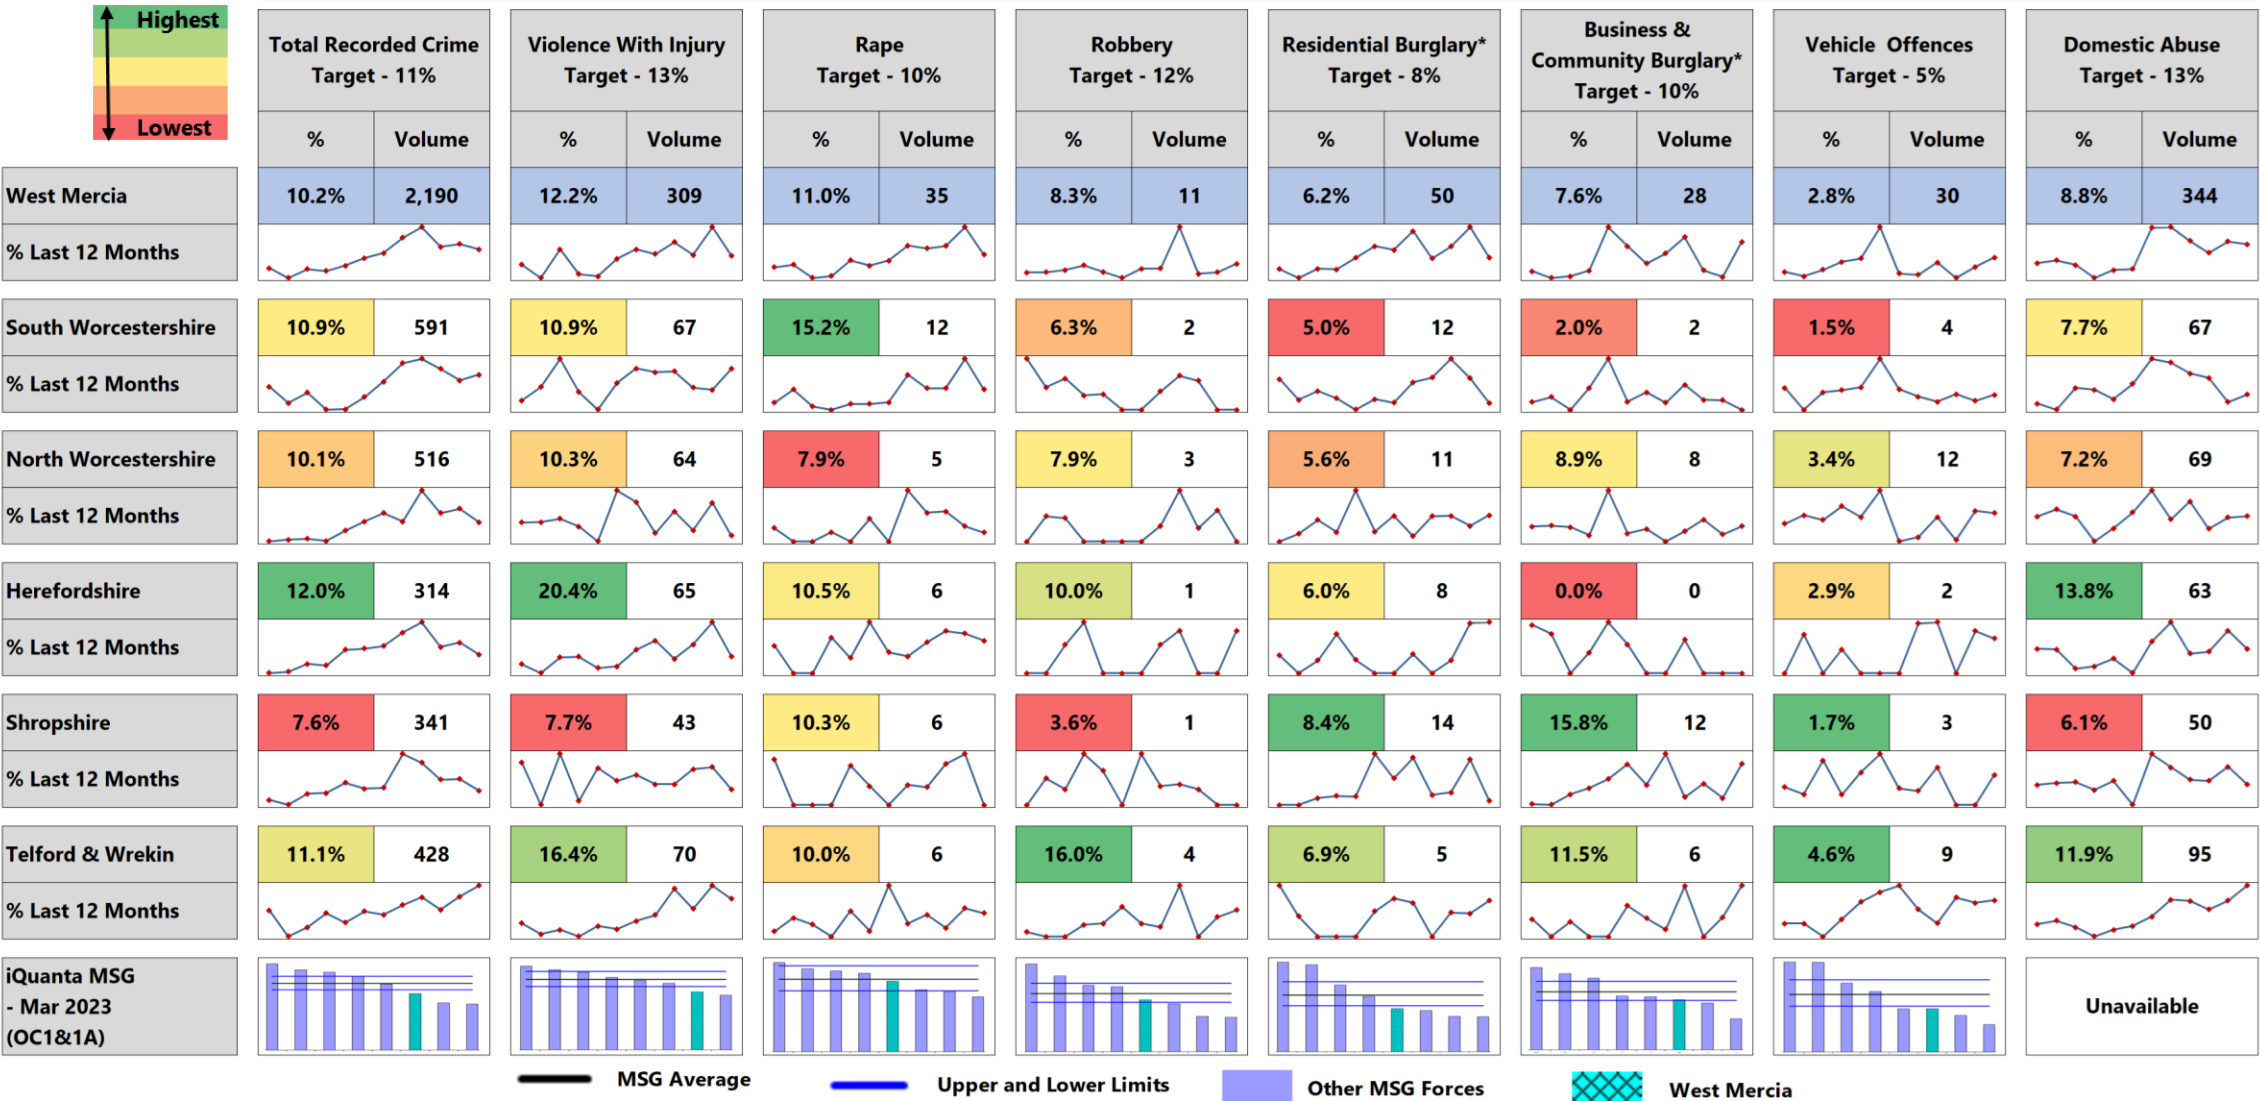 Highest
Lowest
Total Recorded Crime
Target - 11%
Violence With Injury
Target - 13%
Rape
Target - 10%
Robbery
Target - 12%
Residential Burglary*
Target - 8%
Business &
Community Burglary*
Target - 10%
Vehicle Offences
Target - 5%
Domestic Abuse
Target - 13%
% Volume % Volume % Volume % Volume % Volume % Volume % Volume % Volume
West Mercia 10.2% 2,190 12.2% 309 11.0% 35 8.3% 11 6.2% 50 7.6% 28 2.8% 30 8.8% 344
% Last 12 Months
South Worcestershire 10.9% 591 10.9% 67 15.2% 12 6.3% 2 5.0% 12 2.0% 2 1.5% 4 7.7% 67
% Last 12 Months
North Worcestershire 10.1% 516 10.3% 64 7.9% 5 7.9% 3 5.6% 11 8.9% 8 3.4% 12 7.2% 69
% Last 12 Months
Herefordshire 12.0% 314 20.4% 65 10.5% 6 10.0% 1 6.0% 8 0.0% 0 2.9% 2 13.8% 63
% Last 12 Months
Shropshire 7.6% 341 7.7% 43 10.3% 6 3.6% 1 8.4% 14 15.8% 12 1.7% 3 6.1% 50
% Last 12 Months
Telford & Wrekin 11.1% 428 16.4% 70 10.0% 6 16.0% 4 6.9% 5 11.5% 6 4.6% 9 11.9% 95
% Last 12 Months
iQuanta MSG
- Mar 2023
(OC1&1A)
Unavailable
MSG Average Upper and Lower Limits Other MSG Forces West Mercia